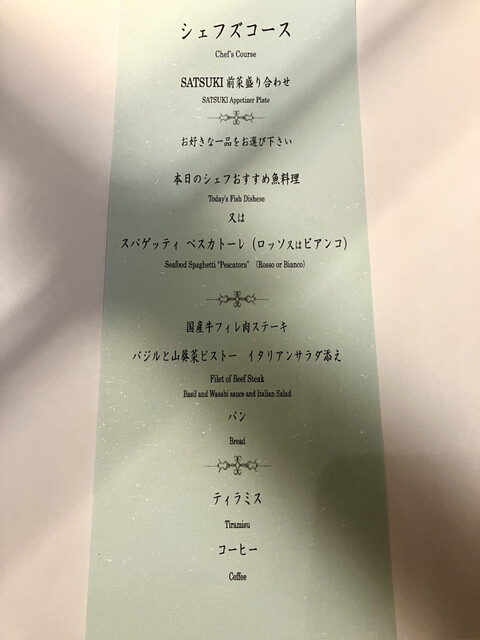 シェフズコース
Chef's Course
SATSUKI 前菜盛り合わせ
SATSUKI Appetizer Plate
お好きな一品をお選び下さい
本日のシェフおすすめ魚料理
Today's Fish Dishese
又は
スパゲッティ ペスカトーレ (ロッソ又はビアンコ)
Seafood Spaghetti "Pescatora" (Rosso or Bianco)
国産牛フィレ肉ステーキ
バジルと山葵菜ピストー イタリアンサラダ添え
Filet of Beef Steak
Basil and Wasabi sauce and Italian Salad
パン
Bread
ティラミス
Tiramisu
コーヒー
Coffee